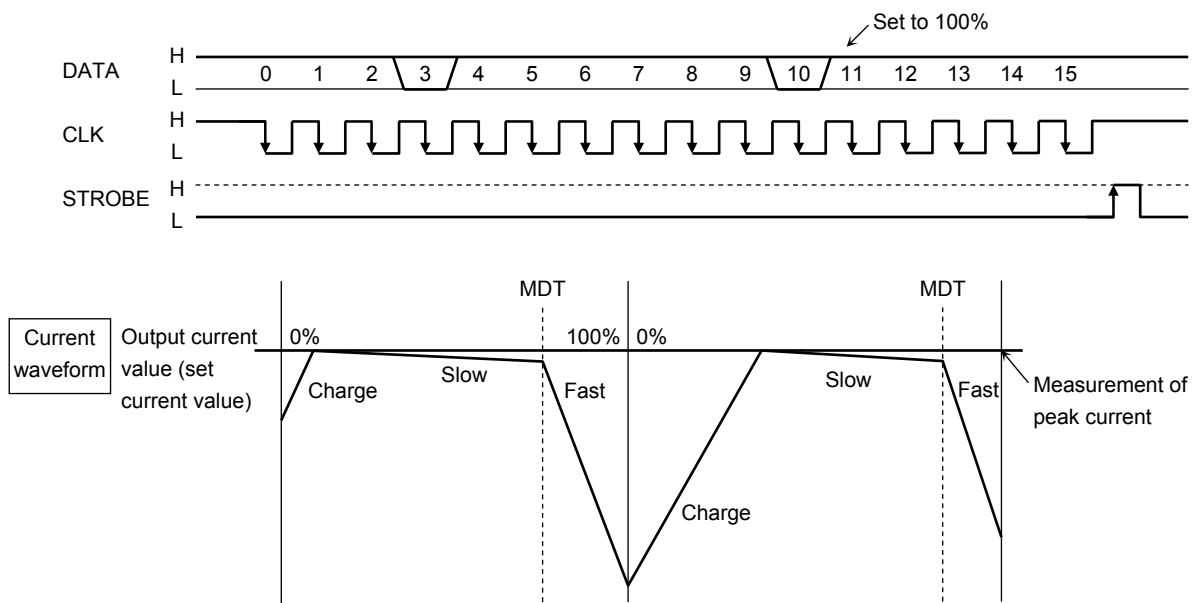 Set to 100%
DATA
H
L
0 1 2 3 4 5 6 7 8 9 10 11 12 13 14 15
CLK
H
L
STROBE
H
L
MDT MDT
Current
waveform
Output current
value (set
current value)
0% 100% 0%
Charge Slow Fast Charge Slow Fast
Measurement of
peak current